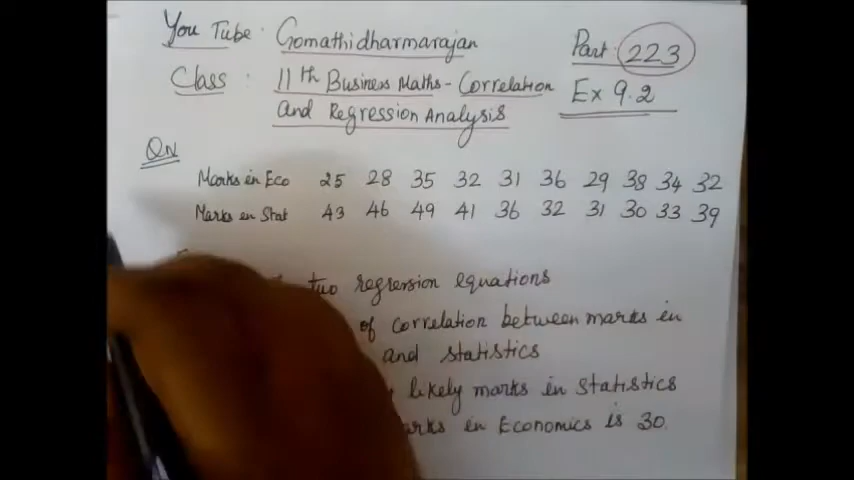 You Tube : Gomathidharmarajan
Part 223
Class : 11th Business Maths - Correlation
and Regression Analysis
Ex 9.2
QN
Marks in Eco 25 28 35 32 31 36 29 38 34 32
Marks in Stat 43 46 49 41 36 32 31 30 33 39
two regression equations
of correlation between marks in
and statistics
likely marks in statistics
in Economics is 30